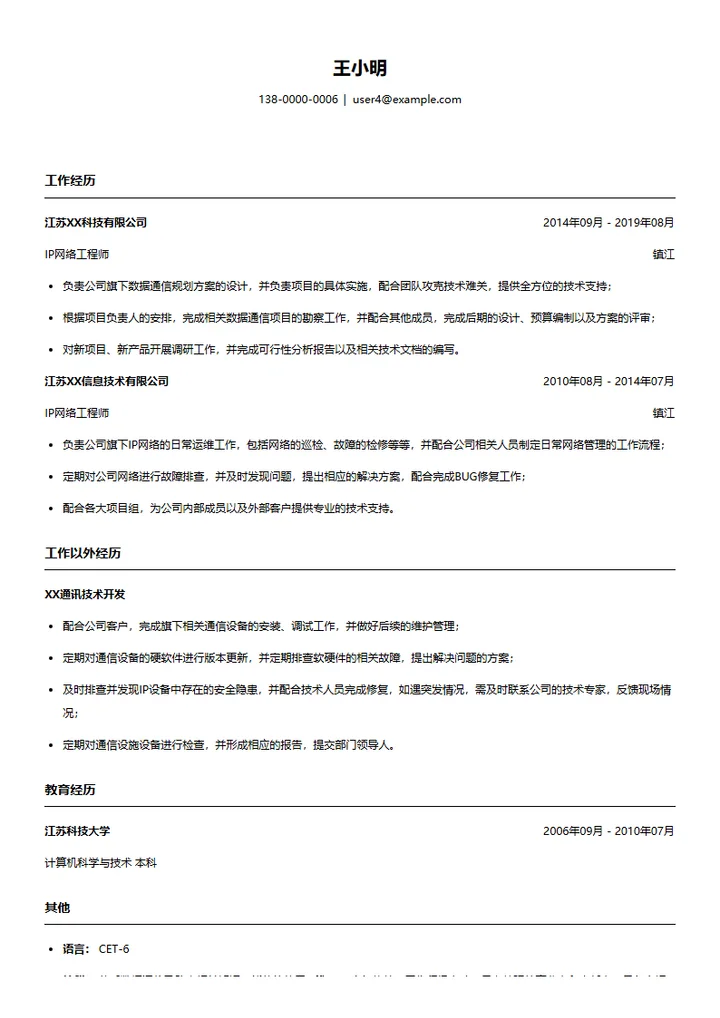 王小明
138-0000-0006 | user4@example.com
工作经历
江苏XX科技有限公司 2014年09月 - 2019年08月
IP网络工程师 镇江
• 负责公司旗下数据通信规划方案的设计，并负责项目的具体实施，配合团队攻克技术难关，提供全方位的技术支持；
• 根据项目负责人的安排，完成相关数据通信项目的勘察工作，并配合其他成员，完成后期的设计、预算编制以及方案的评审；
• 对新项目、新产品开展调研工作，并完成可行性分析报告以及相关技术文档的编写。
江苏XX信息技术有限公司 2010年08月 - 2014年07月
IP网络工程师 镇江
• 负责公司旗下IP网络的日常运维工作，包括网络的巡检、故障的检修等等，并配合公司相关人员制定日常网络管理的工作流程；
• 定期对公司网络进行故障排查，并及时发现问题，提出相应的解决方案，配合完成BUG修复工作；
• 配合各大项目组，为公司内部成员以及外部客户提供专业的技术支持。
工作以外经历
XX通讯技术开发
• 配合公司客户，完成旗下相关通信设备的安装、调试工作，并做好后续的维护管理；
• 定期对通信设备的硬软件进行版本更新，并定期排查软硬件的相关故障，提出解决问题的方案；
• 及时排查并发现IP设备中存在的安全隐患，并配合技术人员完成修复，如遇突发情况，需及时联系公司的技术专家，反馈现场情
况；
• 定期对通信设施设备进行检查，并形成相应的报告，提交部门领导人。
教育经历
江苏科技大学 2006年09月 - 2010年07月
计算机科学与技术 本科
其他
• 语言： CET-6